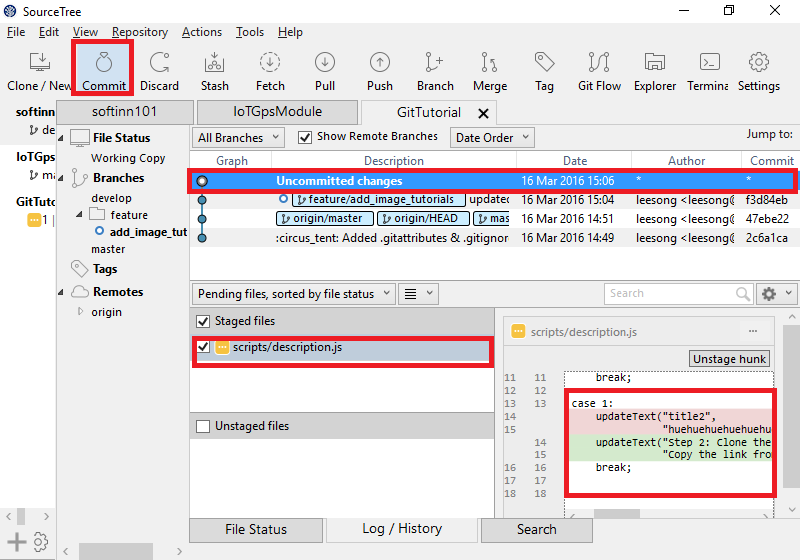 SourceTree
File Edit View Repository Actions Tools Help
Clone / New Commit Discard Stash Fetch Pull Push Branch Merge Tag Git Flow Explorer Termina Settings
softinn101 IoTGpsModule GitTutorial
softinn
de
IoTGps
ma
GitTuto
1
File Status
Working Copy
Branches
develop
feature
add_image_tut
master
Tags
Remotes
origin
All Branches Show Remote Branches Date Order Jump to:
Graph Description Date Author Commit
Uncommitted changes 16 Mar 2016 15:06 * *
feature/add_image_tutorials updated 16 Mar 2016 15:04 leesong <leesong@ f3d84eb
origin/master origin/HEAD mas 16 Mar 2016 14:51 leesong <leesong@ 47ebe22
:circus_tent: Added .gitattributes & .gitignor 16 Mar 2016 14:49 leesong <leesong@ 2c6a1ca
Pending files, sorted by file status Search
Staged files
scripts/description.js
Unstaged files
scripts/description.js ...
Unstage hunk
11 11 break;
12 12
13 13 case 1:
14 updateText("title2",
15 "huehuehuehuehuehu
14 updateText("Step 2: Clone the
15 "Copy the link fro
16 16 break;
17 17
18 18
File Status Log / History Search